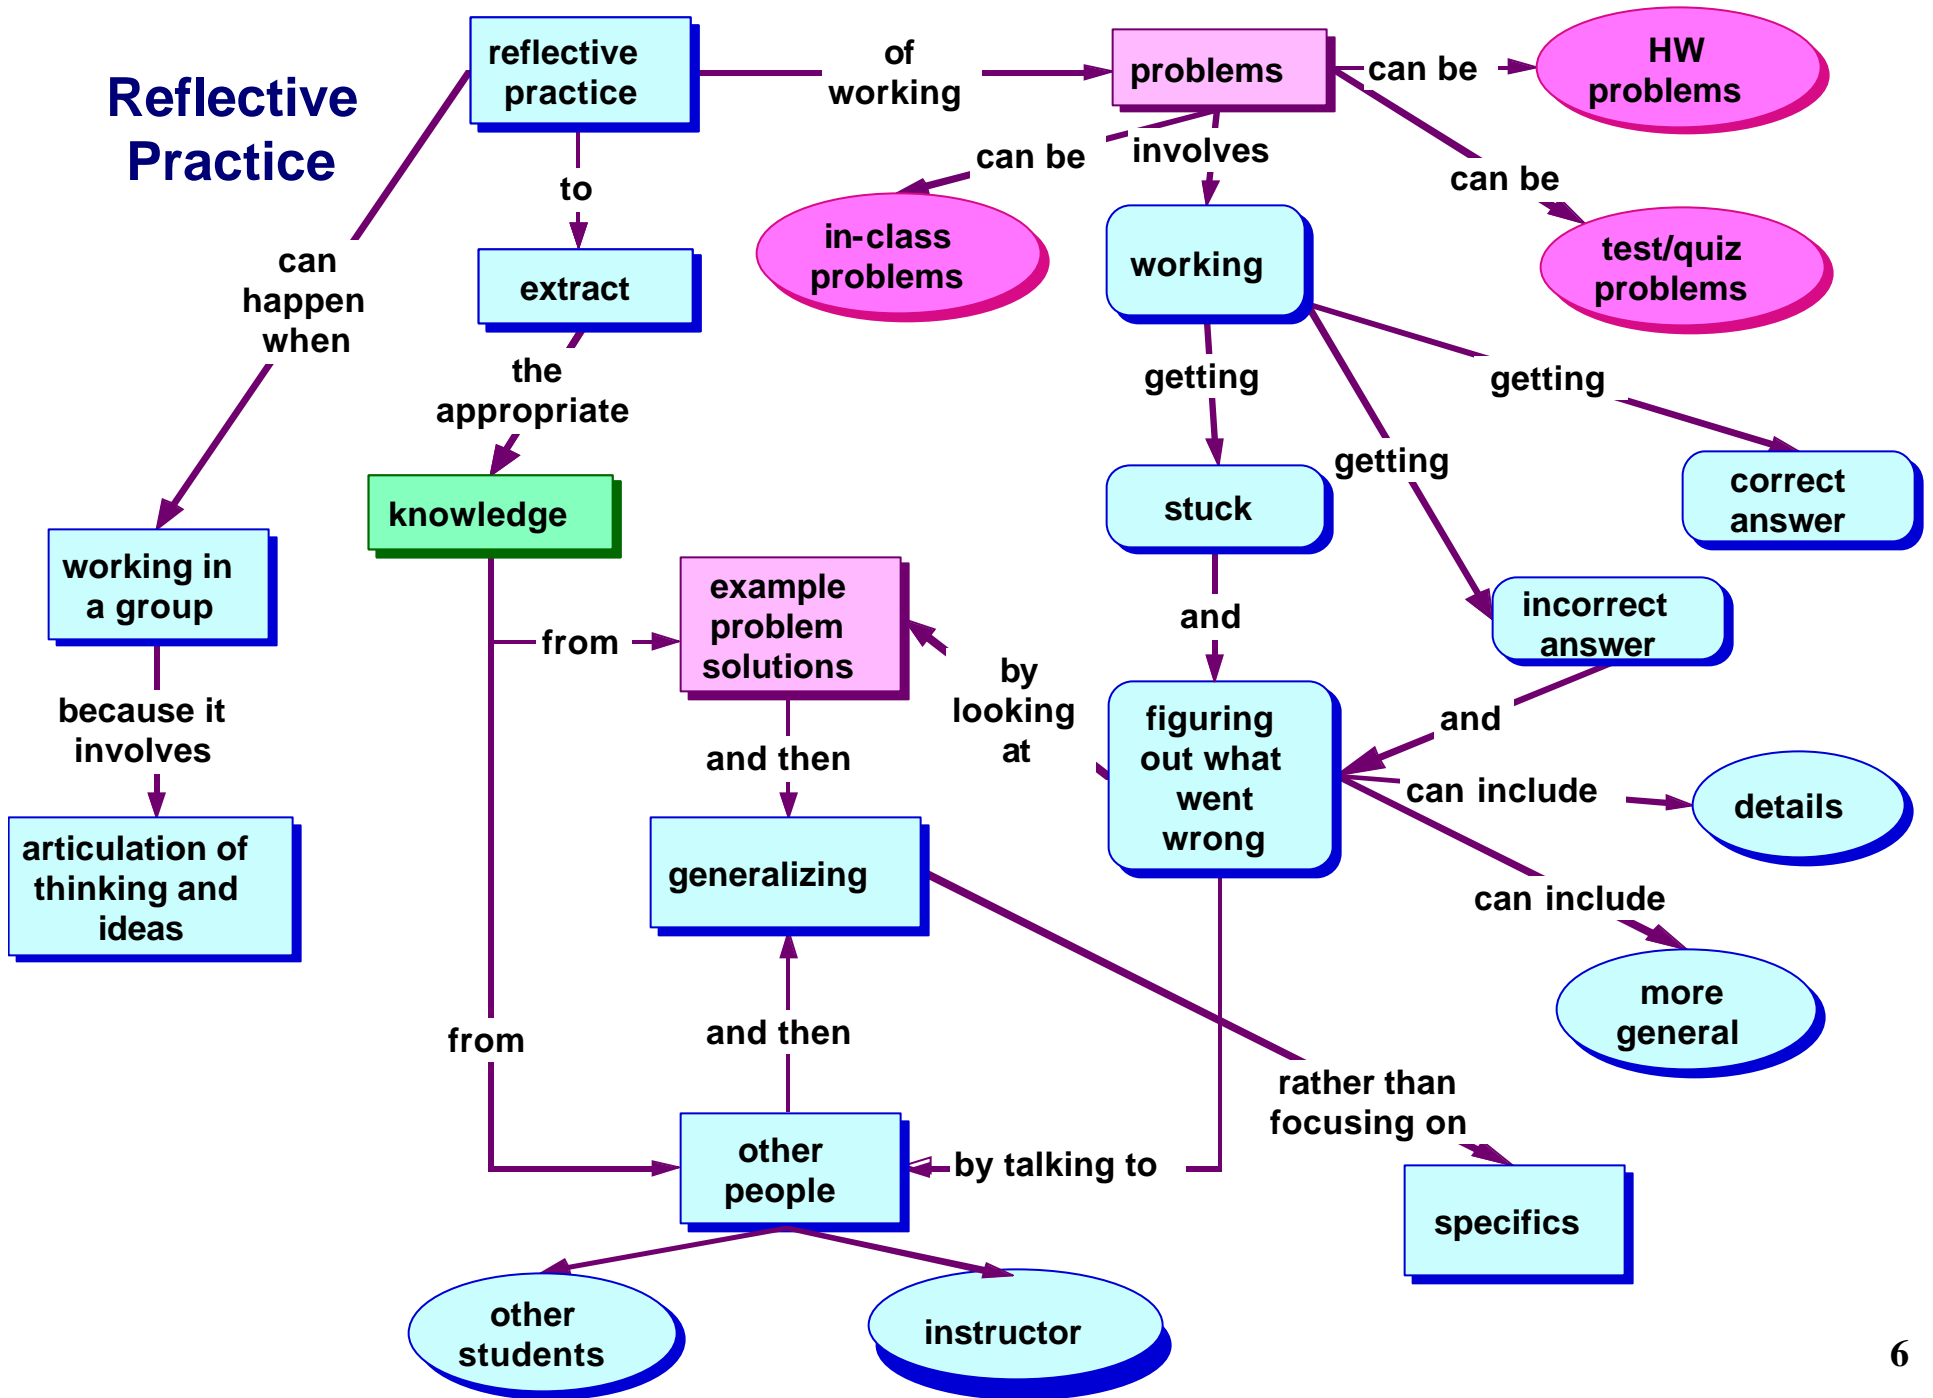 Reflective
Practice
reflective
practice
of
working
problems
can be
HW
problems
can be
involves
can be
to
in-class
problems
working
test/quiz
problems
can
happen
when
extract
the
appropriate
getting
getting
getting
knowledge
stuck
correct
answer
working in
a group
from
example
problem
solutions
and
incorrect
answer
because it
involves
by
looking
at
and then
figuring
out what
went
wrong
and
can include
details
articulation of
thinking and
ideas
generalizing
can include
more
general
from
and then
rather than
focusing on
other
people
by talking to
specifics
other
students
instructor
6